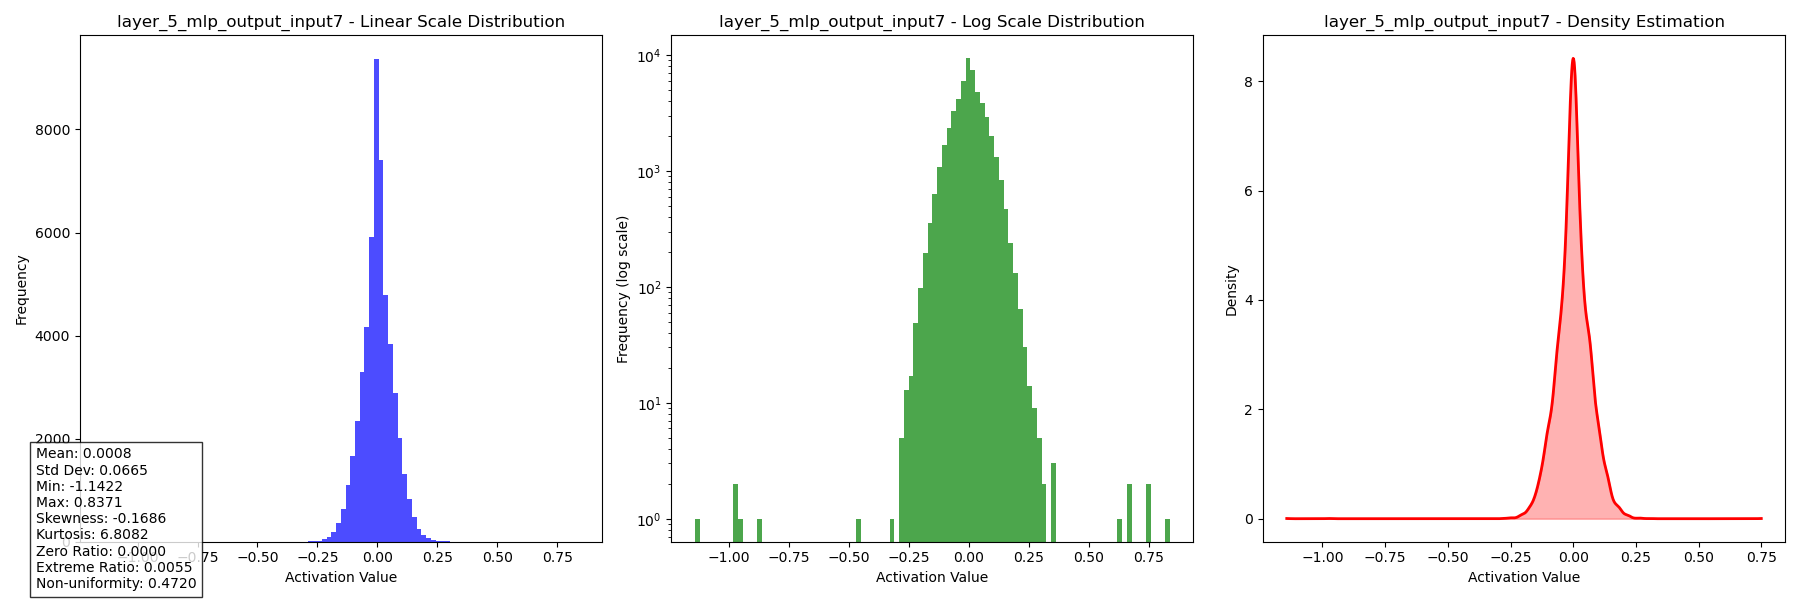 layer_5_mlp_output_input7 - Linear Scale Distribution
Frequency
8000
6000
4000
2000
0
−1.00 −0.75 −0.50 −0.25 0.00 0.25 0.50 0.75
Activation Value
Mean: 0.0008
Std Dev: 0.0665
Min: -1.1422
Max: 0.8371
Skewness: -0.1686
Kurtosis: 6.8082
Zero Ratio: 0.0000
Extreme Ratio: 0.0055
Non-uniformity: 0.4720
layer_5_mlp_output_input7 - Log Scale Distribution
Frequency (log scale)
10⁴
10³
10²
10¹
10⁰
−1.00 −0.75 −0.50 −0.25 0.00 0.25 0.50 0.75
Activation Value
layer_5_mlp_output_input7 - Density Estimation
Density
8
6
4
2
0
−1.00 −0.75 −0.50 −0.25 0.00 0.25 0.50 0.75
Activation Value